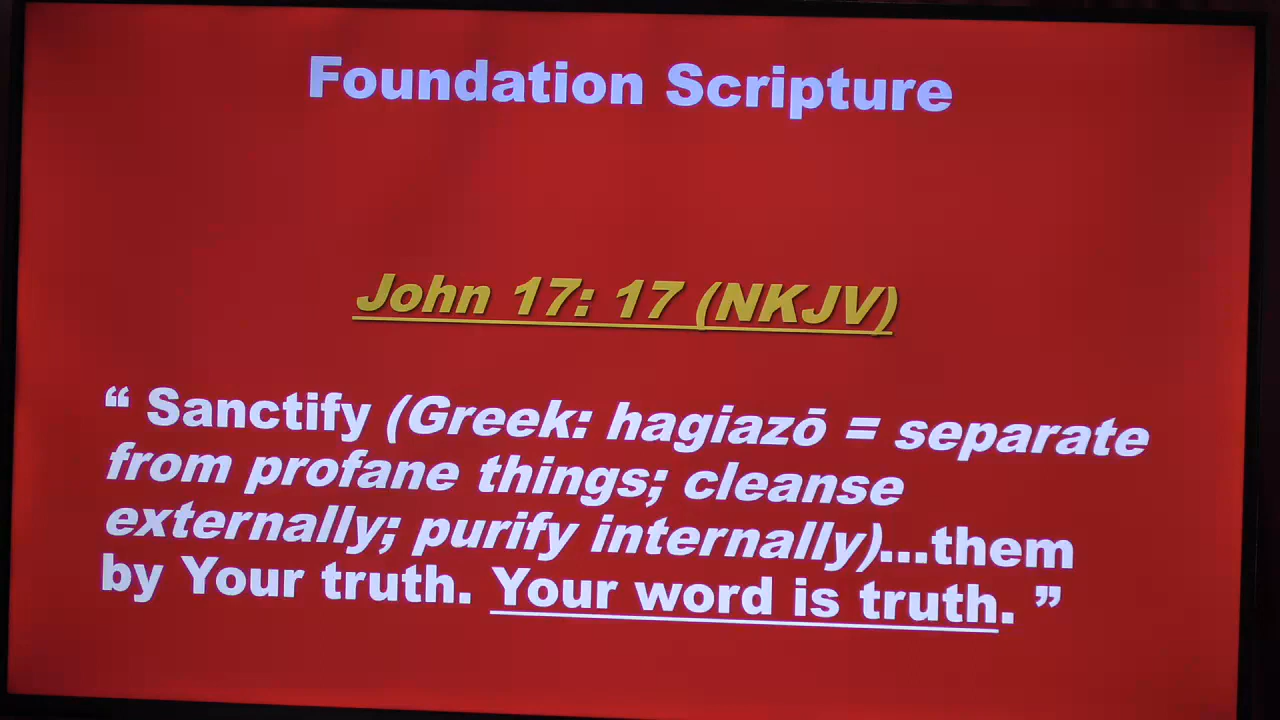 Foundation Scripture
John 17: 17 (NKJV)
“ Sanctify (Greek: hagiazō = separate
from profane things; cleanse
externally; purify internally)...them
by Your truth. Your word is truth. ”